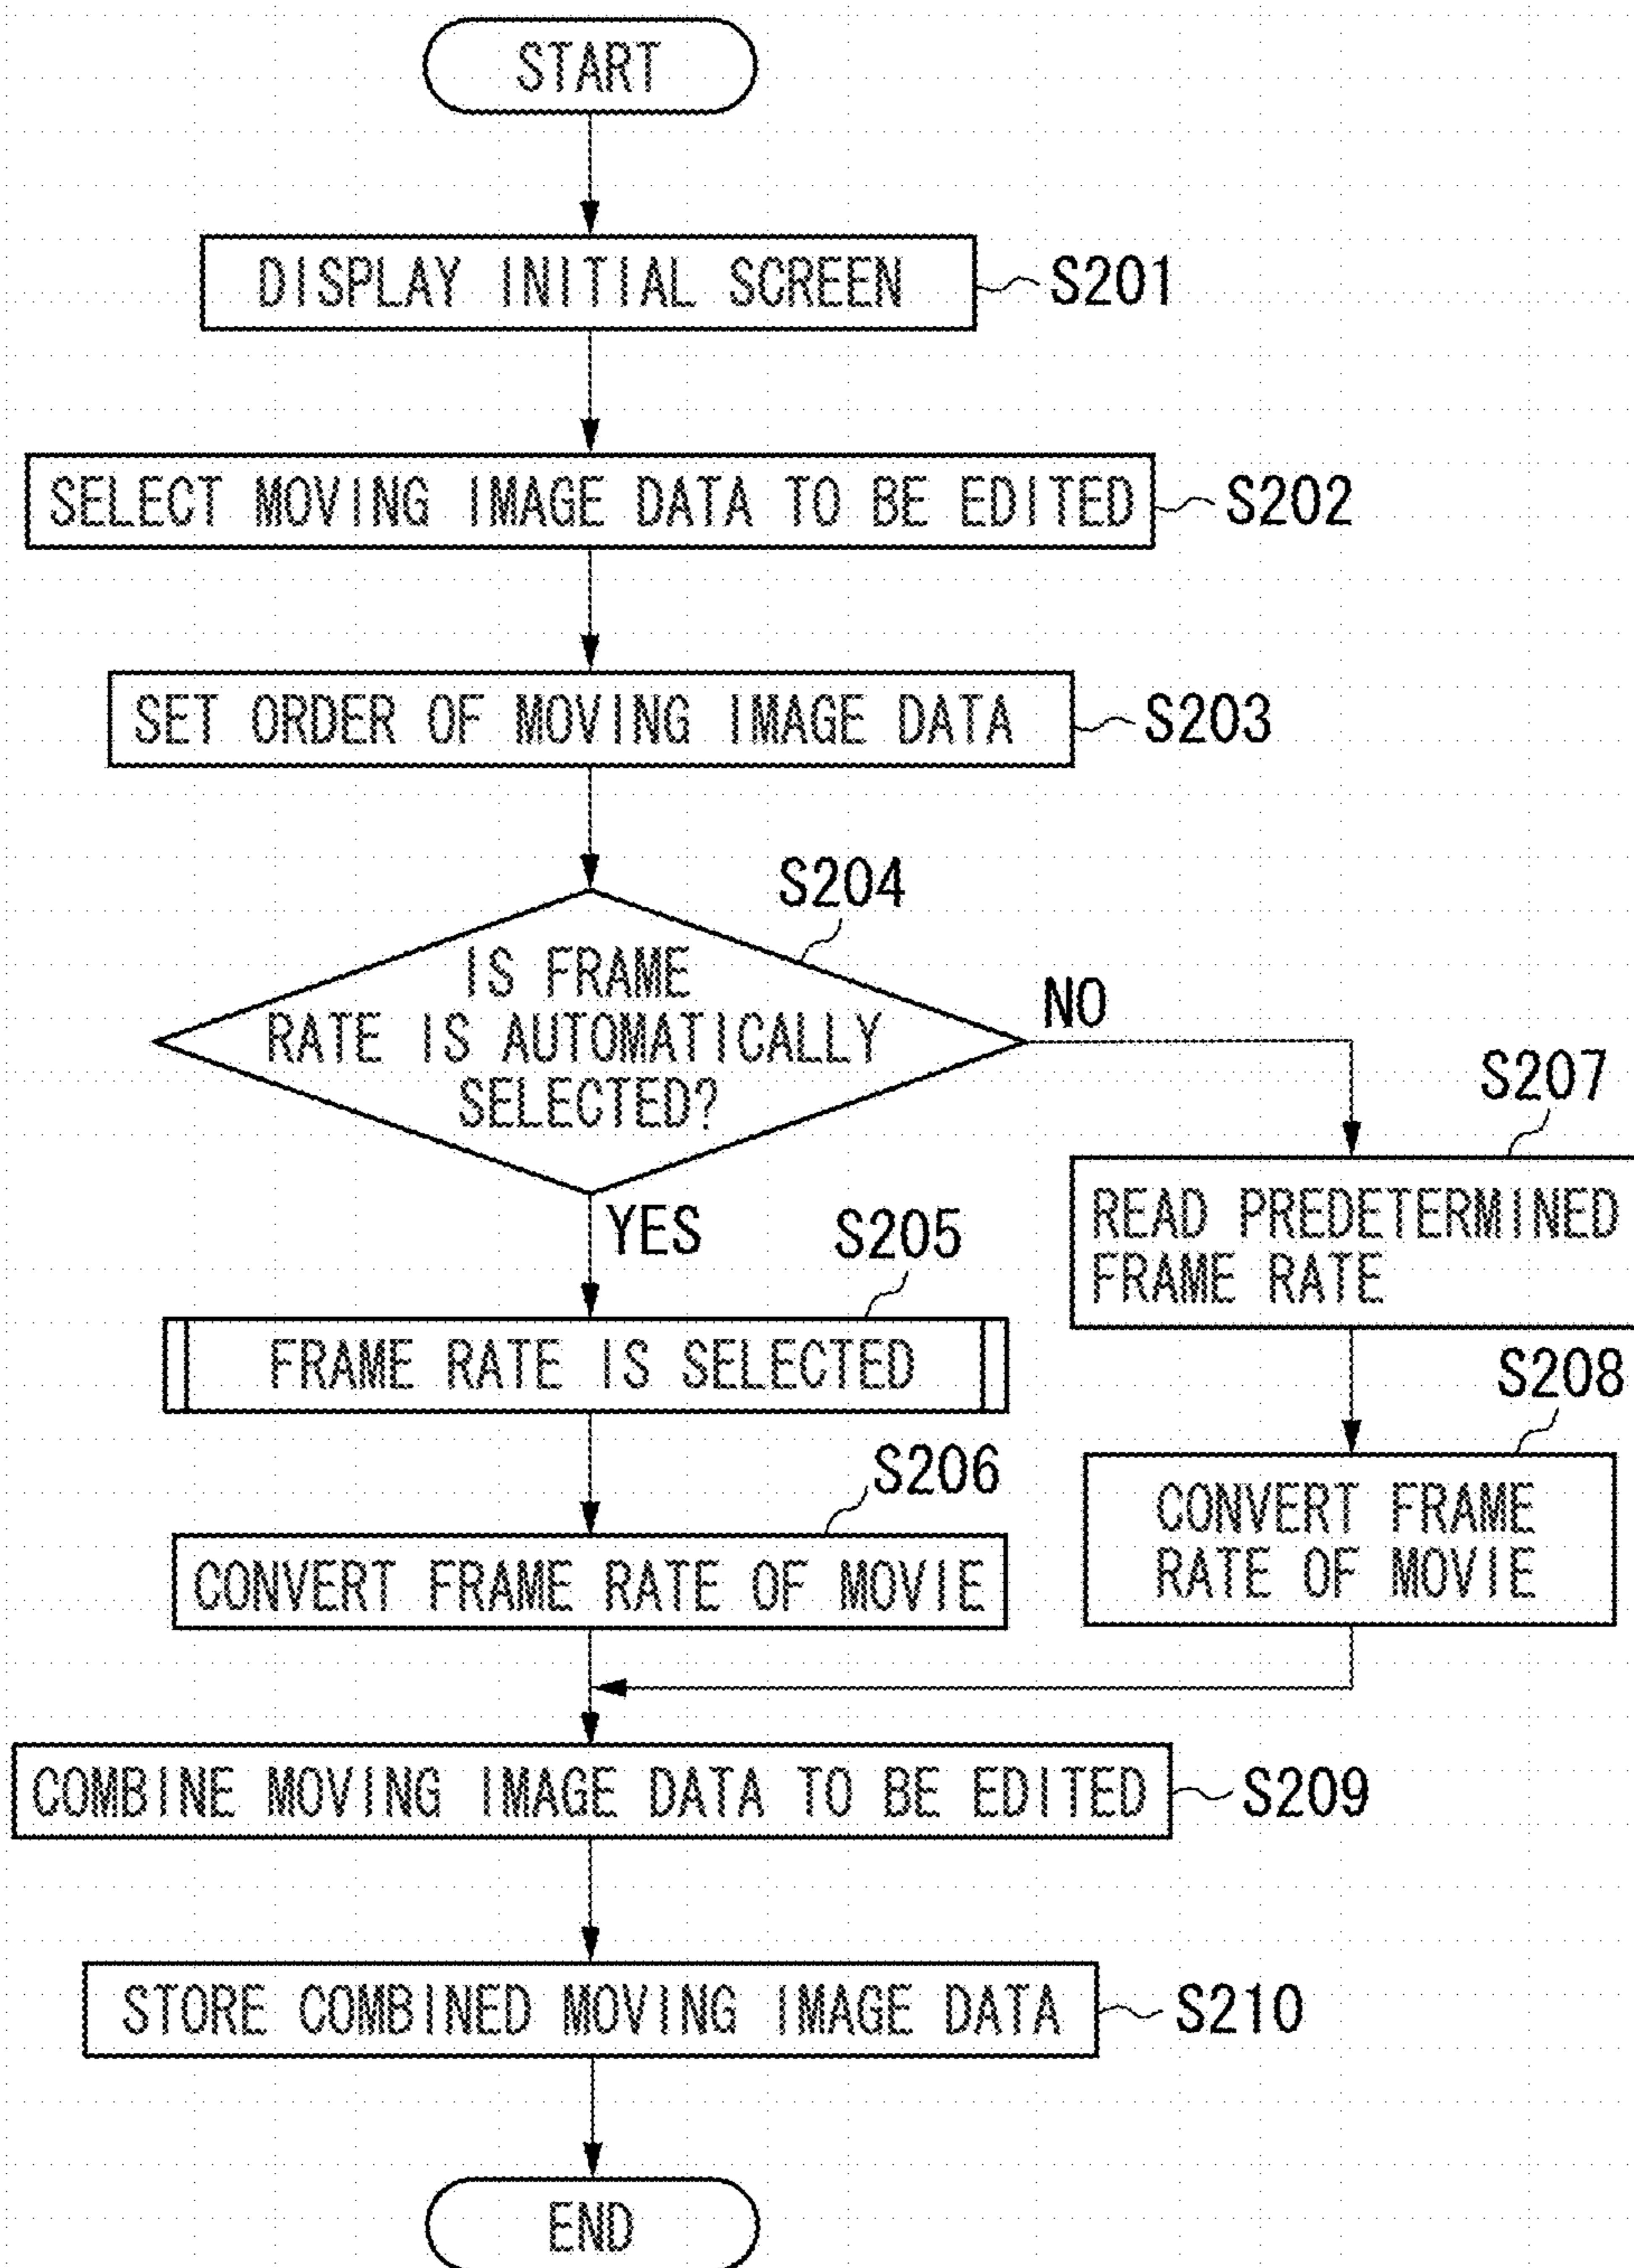 START
DISPLAY INITIAL SCREEN
S201
SELECT MOVING IMAGE DATA TO BE EDITED
S202
SET ORDER OF MOVING IMAGE DATA
S203
S204
IS FRAME
RATE IS AUTOMATICALLY
SELECTED?
NO
YES
S205
FRAME RATE IS SELECTED
S206
CONVERT FRAME RATE OF MOVIE
S207
READ PREDETERMINED
FRAME RATE
S208
CONVERT FRAME
RATE OF MOVIE
COMBINE MOVING IMAGE DATA TO BE EDITED
S209
STORE COMBINED MOVING IMAGE DATA
S210
END